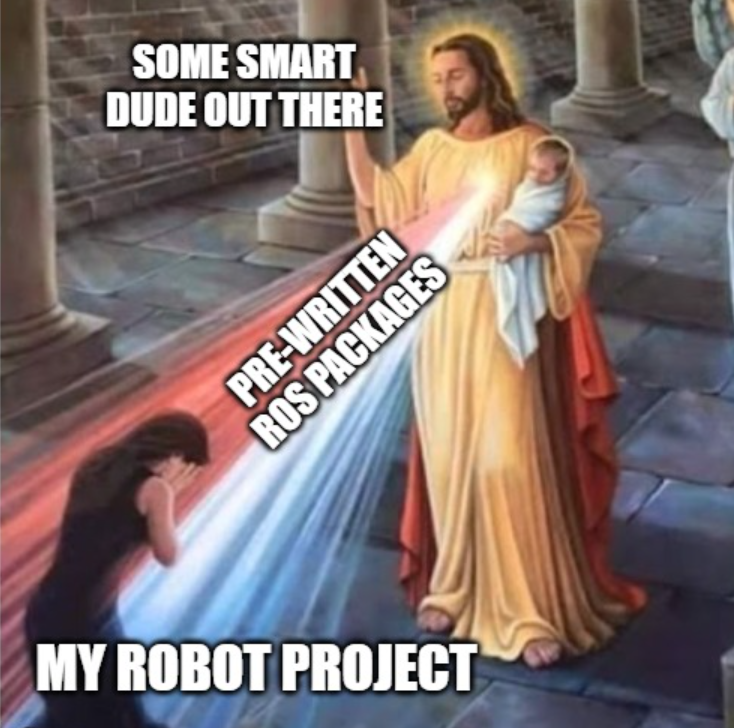 SOME SMART
DUDE OUT THERE
PRE-WRITTEN
ROS PACKAGES
MY ROBOT PROJECT